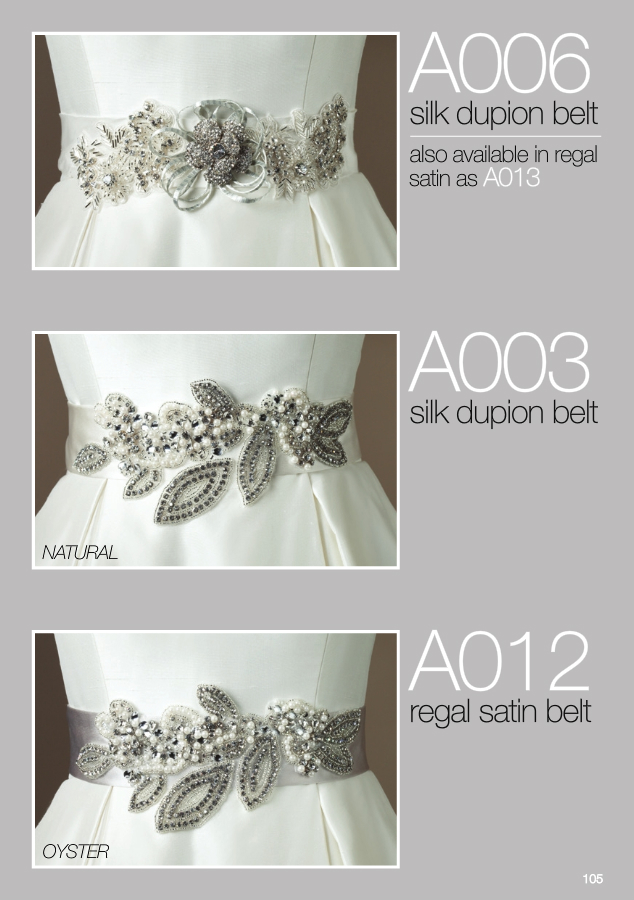 A006
silk dupion belt
also available in regal
satin as A013
A003
silk dupion belt
NATURAL
A012
regal satin belt
OYSTER
105